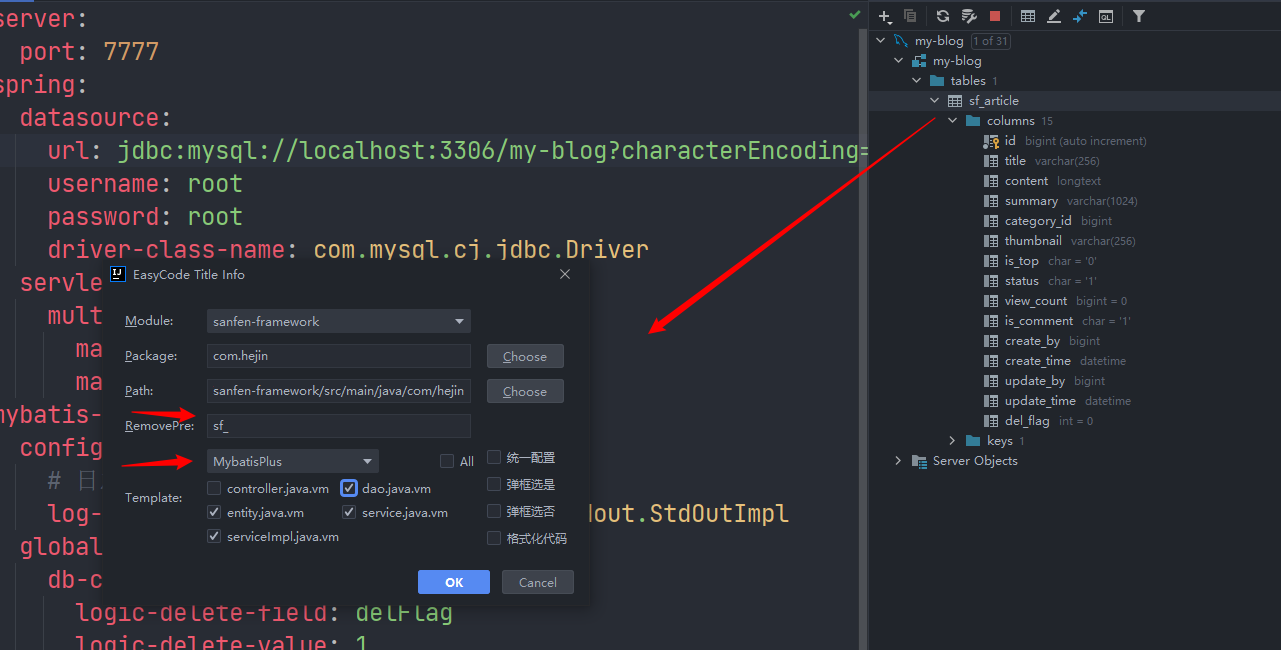 server:
port: 7777
spring:
datasource:
url: jdbc:mysql://localhost:3306/my-blog?characterEncoding=
username: root
password: root
driver-class-name: com.mysql.cj.jdbc.Driver
servle
mult
ma
ma
mybatis-
config
# 日
log-
dout.StdOutImpl
global
db-c
logic-delete-field: delFlag
logic-delete-value: 1
EasyCode Title Info
Module:
sanfen-framework
Package:
com.hejin
Choose
Path:
sanfen-framework/src/main/java/com/hejin
Choose
RemovePre:
sf_
MybatisPlus
All
统一配置
Template:
controller.java.vm
dao.java.vm
弹框选是
entity.java.vm
service.java.vm
弹框选否
serviceImpl.java.vm
格式化代码
OK
Cancel
QL
my-blog 1 of 31
my-blog
tables 1
sf_article
columns 15
id bigint (auto increment)
title varchar(256)
content longtext
summary varchar(1024)
category_id bigint
thumbnail varchar(256)
is_top char = '0'
status char = '1'
view_count bigint = 0
is_comment char = '1'
create_by bigint
create_time datetime
update_by bigint
update_time datetime
del_flag int = 0
keys 1
Server Objects